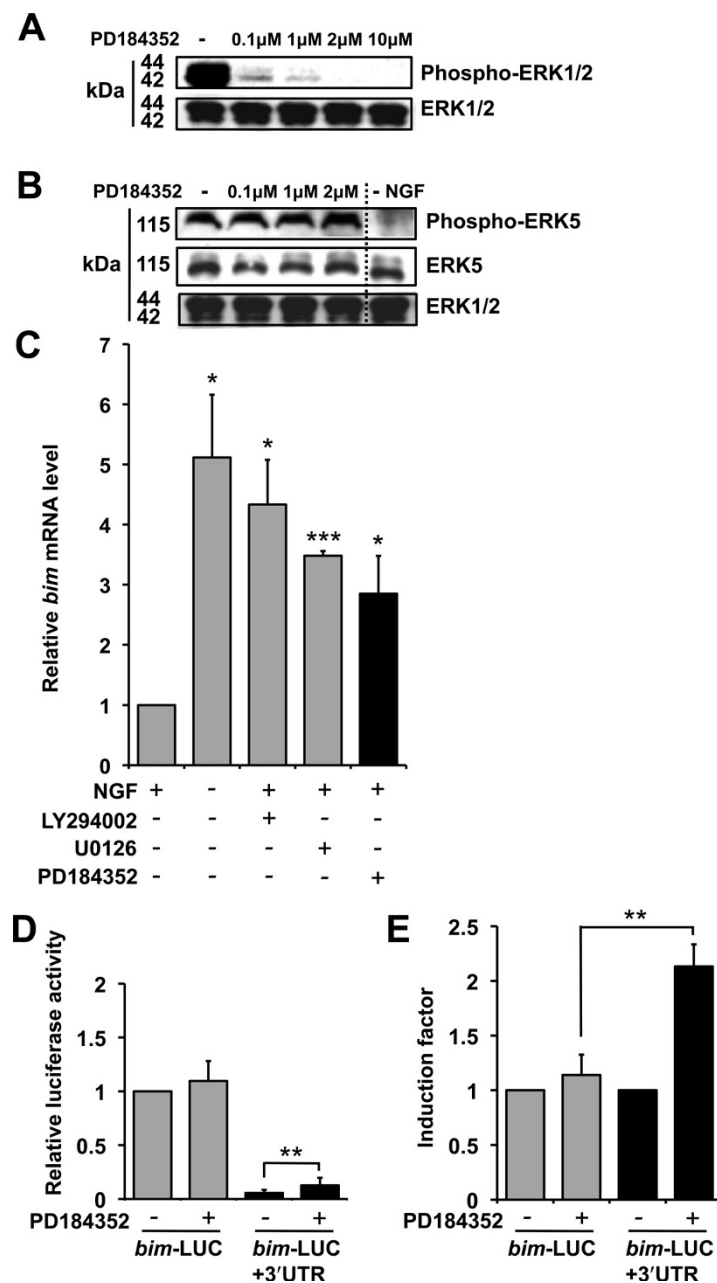 A
PD184352 - 0.1µM 1µM 2µM 10µM
kDa
44
42
Phospho-ERK1/2
44
42
ERK1/2
B
PD184352 - 0.1µM 1µM 2µM - NGF
kDa
115
Phospho-ERK5
115
ERK5
44
42
ERK1/2
C
Relative bim mRNA level
7
6
5
4
3
2
1
0
* * *** *
NGF + - + + +
LY294002 - - + - -
U0126 - - - + -
PD184352 - - - - +
D
Relative luciferase activity
2
1.5
1
0.5
0
**
PD184352 - + - +
bim-LUC bim-LUC
+3'UTR
E
Induction factor
2.5
2
1.5
1
0.5
0
**
PD184352 - + - +
bim-LUC bim-LUC
+3'UTR